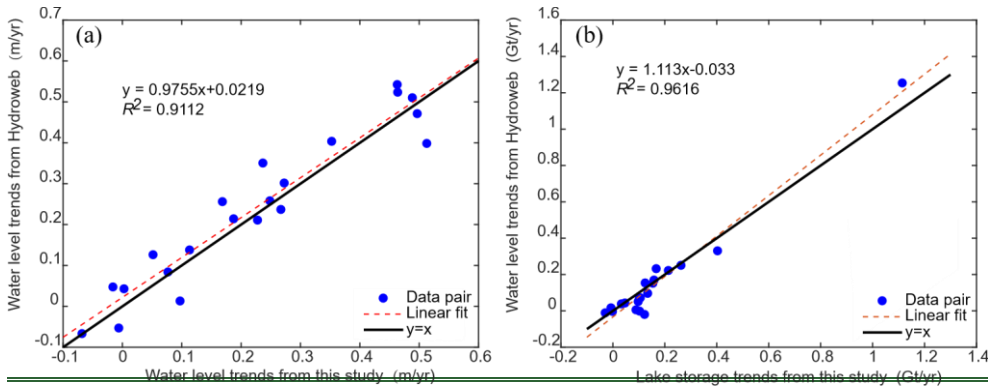 (a)
y = 0.9755x+0.0219
R² = 0.9112
Data pair
Linear fit
y=x
0.7
0.6
0.5
0.4
0.3
0.2
0.1
0
-0.1
-0.1 0 0.1 0.2 0.3 0.4 0.5 0.6
Water level trends from Hydroweb (m/yr)
Water level trends from this study (m/yr)
(b)
y = 1.113x-0.033
R² = 0.9616
Data pair
Linear fit
y=x
1.6
1.4
1.2
1
0.8
0.6
0.4
0.2
0
-0.2
-0.2 0 0.2 0.4 0.6 0.8 1 1.2 1.4
Water level trends from Hydroweb (Gt/yr)
Lake storage trends from this study (Gt/yr)